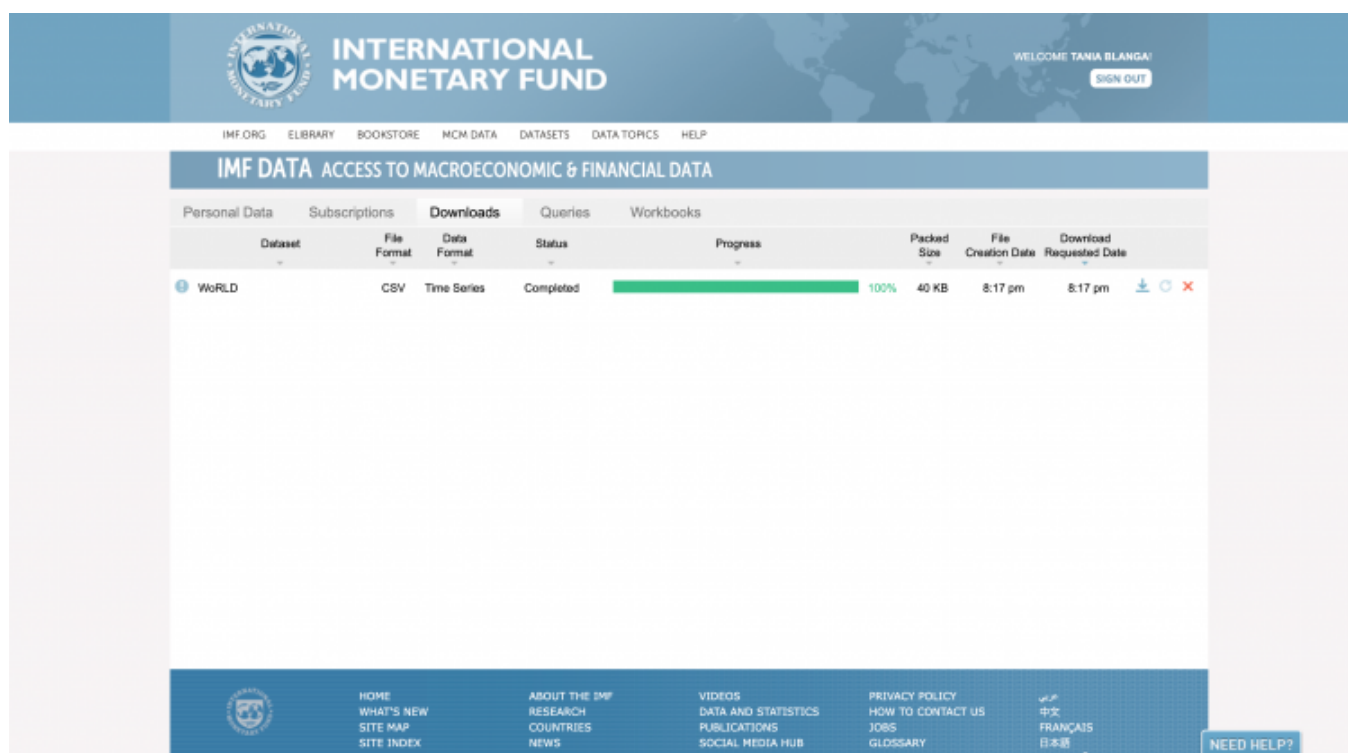 INTERNATIONAL
MONETARY FUND
WELCOME TANIA BLANGA!
SIGN OUT
IMF.ORG ELIBRARY BOOKSTORE MCM DATA DATASETS DATA TOPICS HELP
IMF DATA ACCESS TO MACROECONOMIC & FINANCIAL DATA
Personal Data Subscriptions Downloads Queries Workbooks
Dataset File Format Data Format Status Progress Packed Size File Creation Date Download Requested Date
WoRLD CSV Time Series Completed 100% 40 KB 8:17 pm 8:17 pm
HOME ABOUT THE IMF VIDEOS PRIVACY POLICY عربي
WHAT'S NEW RESEARCH DATA AND STATISTICS HOW TO CONTACT US 中文
SITE MAP COUNTRIES PUBLICATIONS JOBS FRANÇAIS
SITE INDEX NEWS SOCIAL MEDIA HUB GLOSSARY 日本語
NEED HELP?